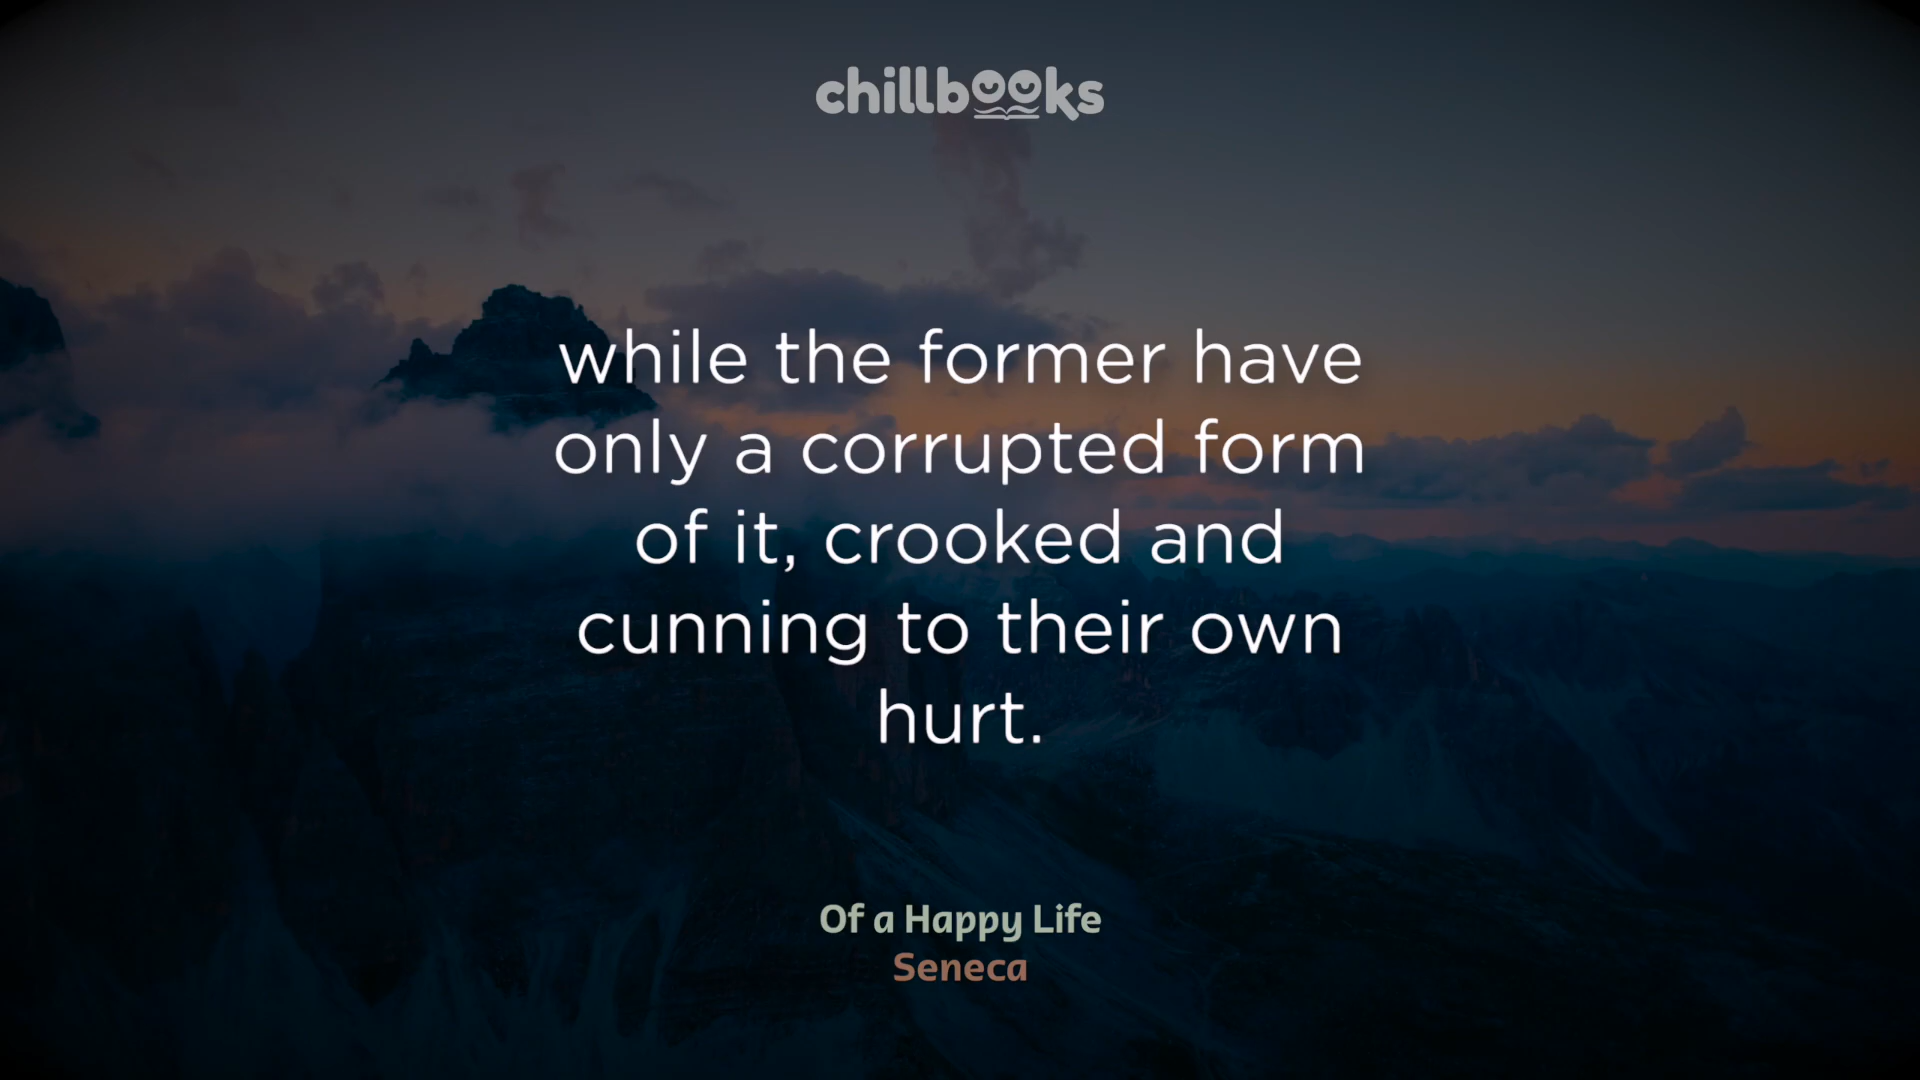 chillbooks
while the former have
only a corrupted form
of it, crooked and
cunning to their own
hurt.
Of a Happy Life
Seneca